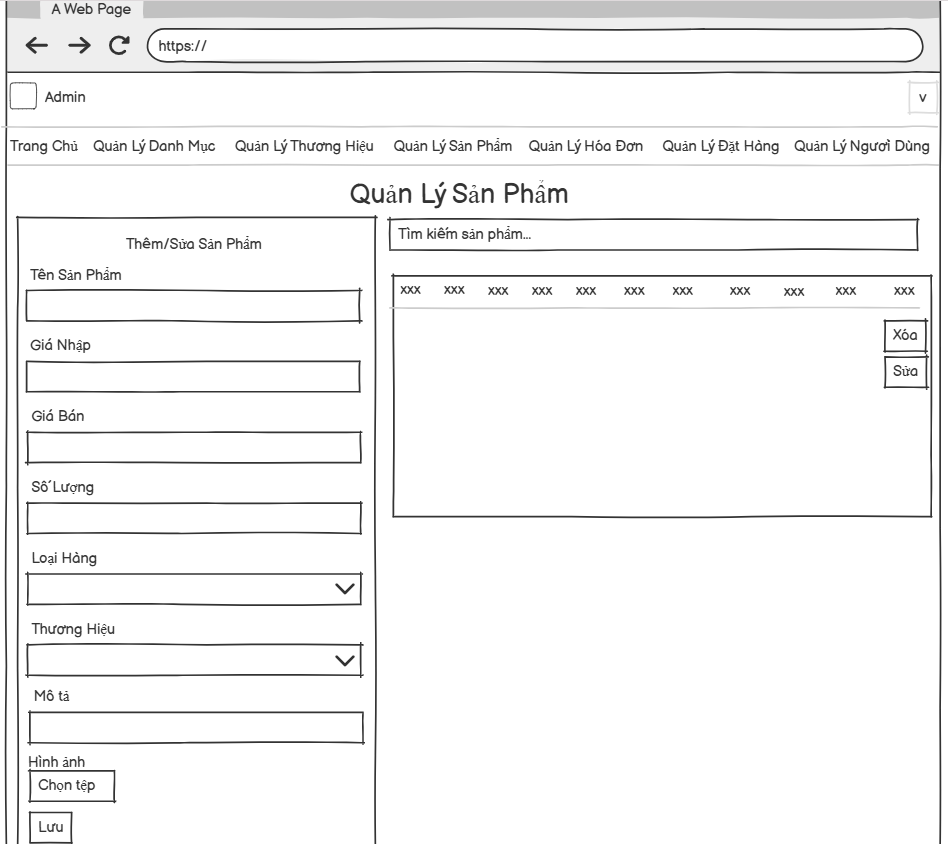 A Web Page
https://
Admin
v
Trang Chủ Quản Lý Danh Mục Quản Lý Thương Hiệu Quản Lý Sản Phẩm Quản Lý Hóa Đơn Quản Lý Đặt Hàng Quản Lý Người Dùng
Quản Lý Sản Phẩm
Thêm/Sửa Sản Phẩm
Tên Sản Phẩm
Giá Nhập
Giá Bán
Số Lượng
Loại Hàng
Thương Hiệu
Mô tả
Hình ảnh
Chọn tệp
Lưu
Tìm kiếm sản phẩm...
xxx xxx xxx xxx xxx xxx xxx xxx xxx xxx xxx
Xóa
Sửa